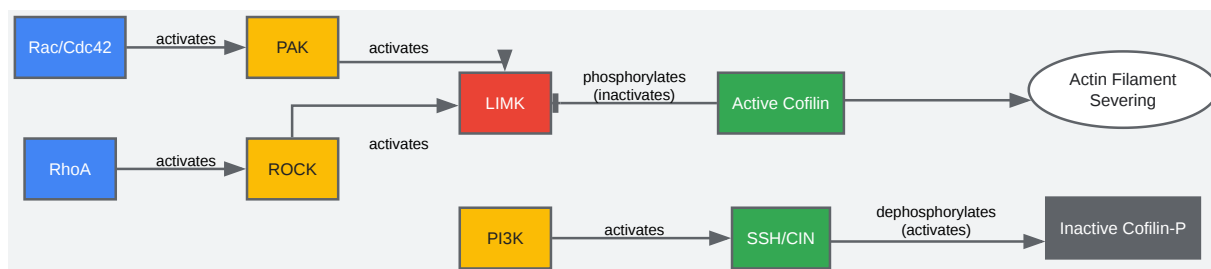 Rac/Cdc42
activates
PAK
activates
LIMK
phosphorylates
(inactivates)
Active Cofilin
Actin Filament
Severing
RhoA
activates
ROCK
activates
PI3K
activates
SSH/CIN
dephosphorylates
(activates)
Inactive Cofilin-P